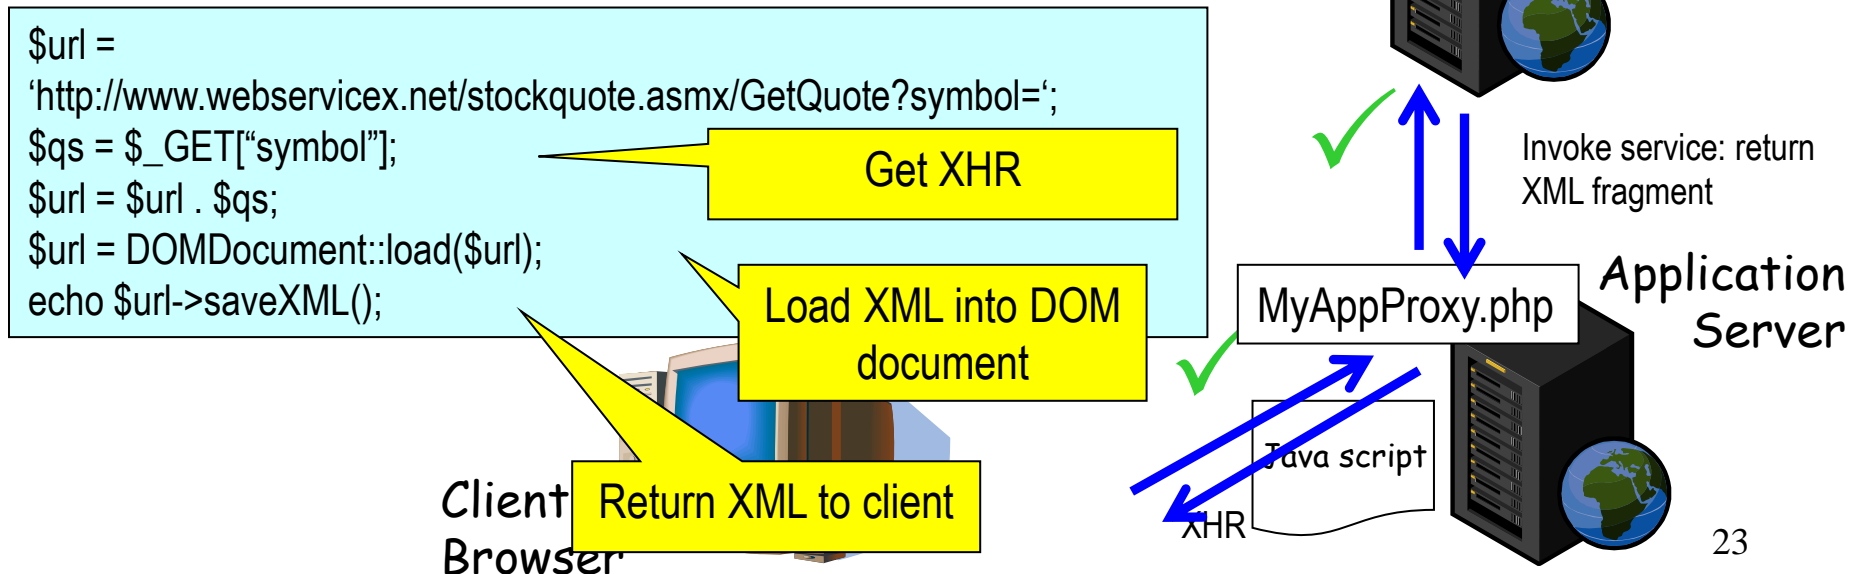 $url =
‘http://www.webservicex.net/stockquote.asmx/GetQuote?symbol=‘;
$qs = $_GET[“symbol”];
$url = $url . $qs;
$url = DOMDocument::load($url);
echo $url->saveXML();
Get XHR
Load XML into DOM
document
Return XML to client
Client
Browser
Invoke service: return
XML fragment
MyAppProxy.php
Application
Server
Java script
XHR
23